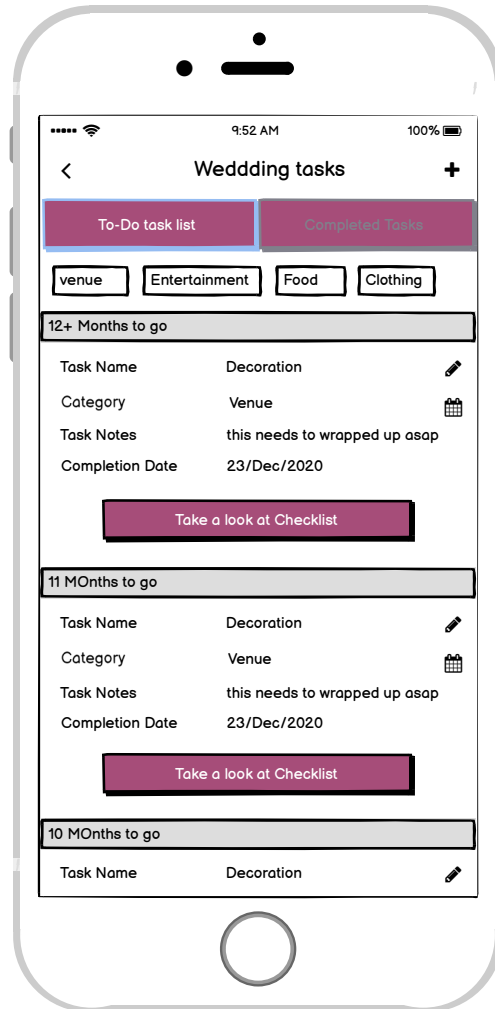 9:52 AM 100%
Weddding tasks
To-Do task list Completed Tasks
venue Entertainment Food Clothing
12+ Months to go
Task Name Decoration
Category Venue
Task Notes this needs to wrapped up asap
Completion Date 23/Dec/2020
Take a look at Checklist
11 MOnths to go
Task Name Decoration
Category Venue
Task Notes this needs to wrapped up asap
Completion Date 23/Dec/2020
Take a look at Checklist
10 MOnths to go
Task Name Decoration